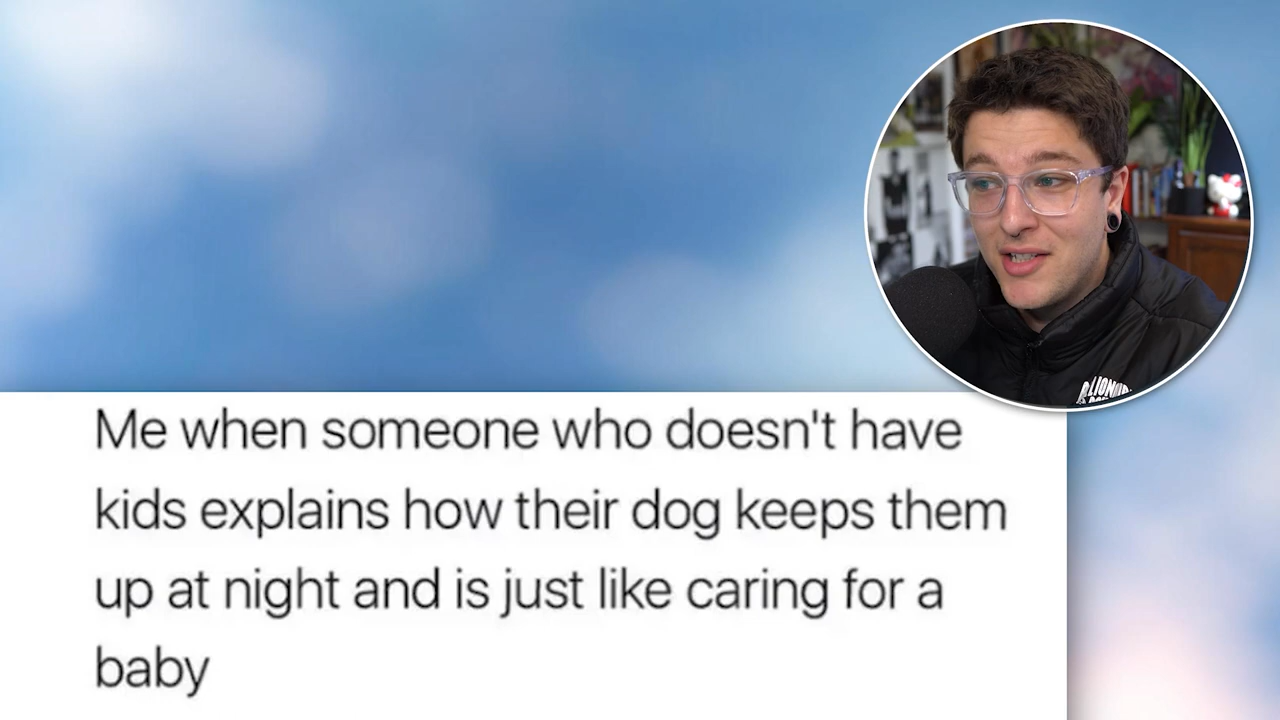 Me when someone who doesn't have
kids explains how their dog keeps them
up at night and is just like caring for a
baby